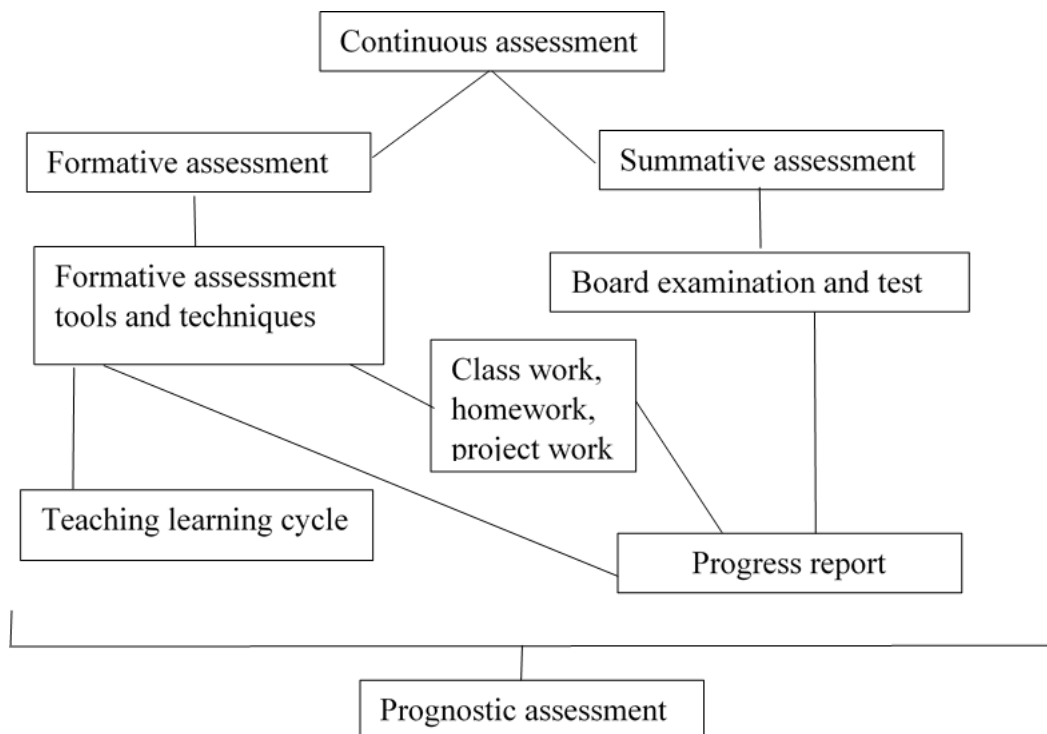 Continuous assessment
Formative assessment
Summative assessment
Formative assessment
tools and techniques
Board examination and test
Class work,
homework,
project work
Teaching learning cycle
Progress report
Prognostic assessment